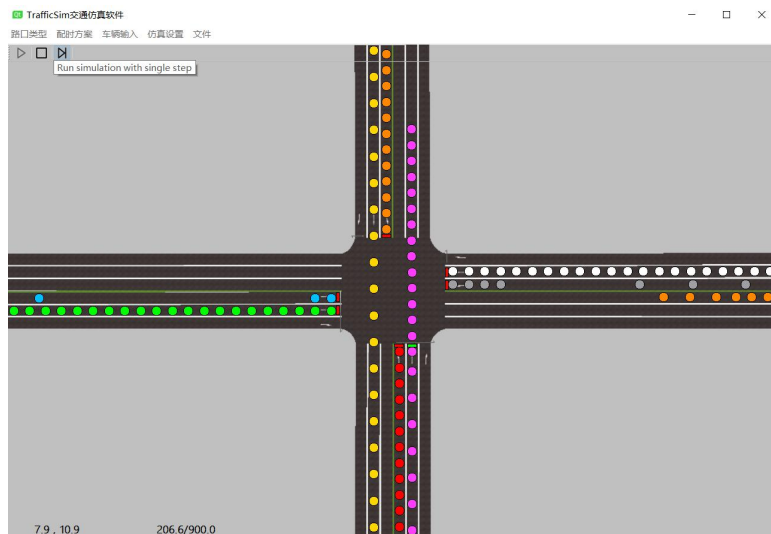 TrafficSim交通仿真软件
路口类型 配时方案 车辆输入 仿真设置 文件
Run simulation with single step
7.9 , 10.9 206.6/900.0